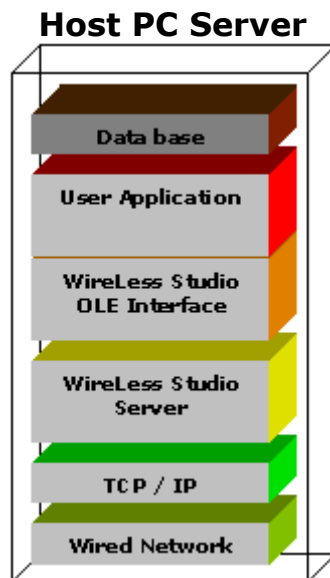 Host PC Server
Data base
User Application
WireLess Studio
OLE Interface
WireLess Studio
Server
TCP / IP
Wired Network